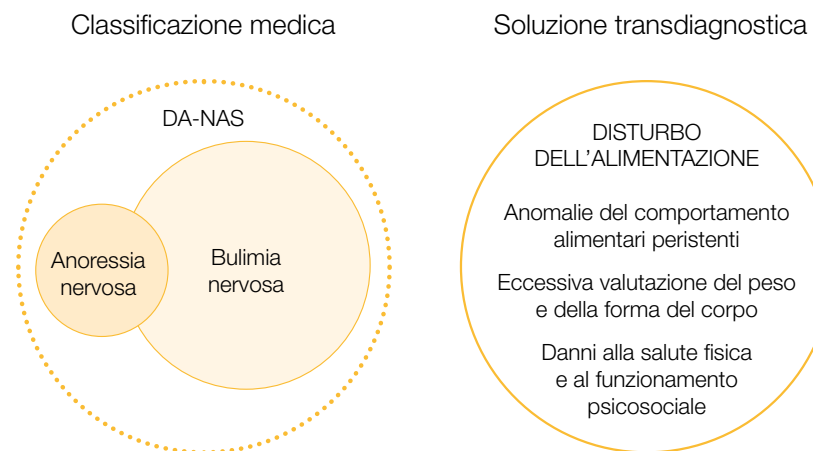 Classificazione medica
DA-NAS
Anoressia
nervosa
Bulimia
nervosa
Soluzione transdiagnostica
DISTURBO
DELL’ALIMENTAZIONE
Anomalie del comportamento
alimentari peristenti
Eccessiva valutazione del peso
e della forma del corpo
Danni alla salute fisica
e al funzionamento
psicosociale